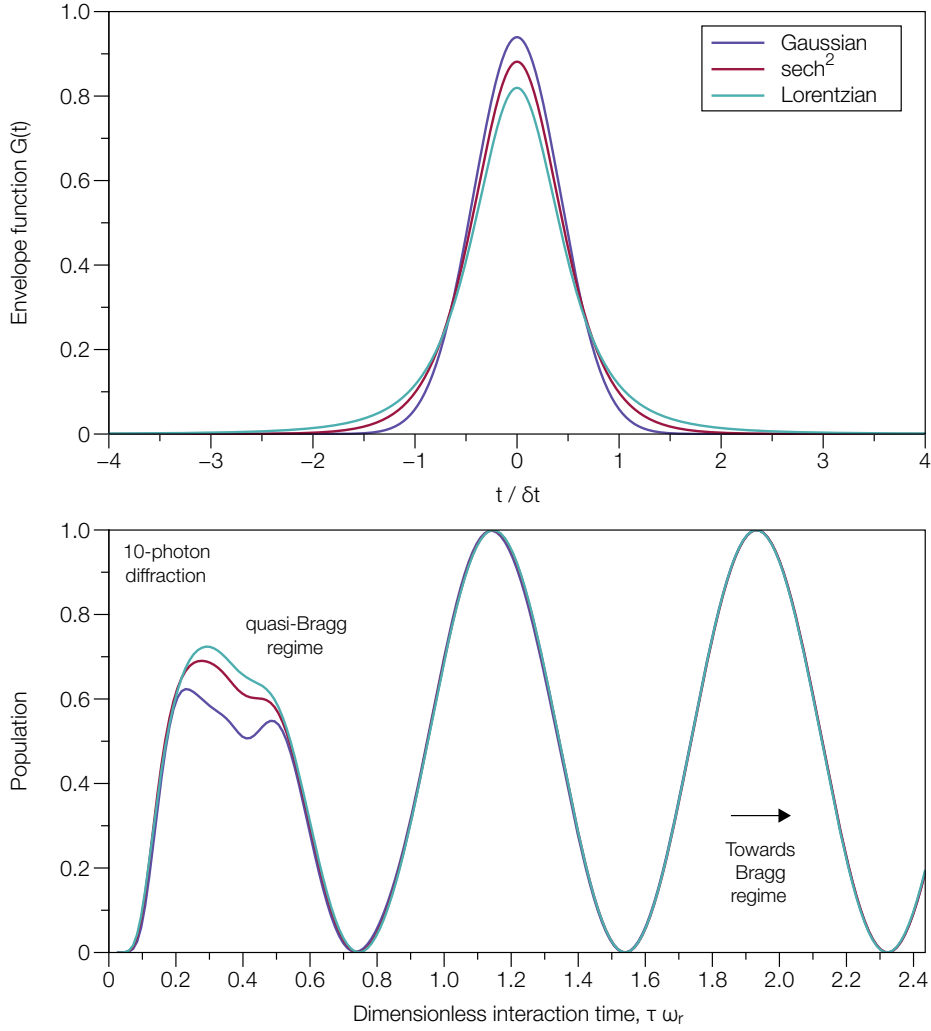 Envelope function G(t)
1.0
0.8
0.6
0.4
0.2
0
Gaussian
sech²
Lorentzian
−4
−3
−2
−1
0
1
2
3
4
t / δt
Population
1.0
0.8
0.6
0.4
0.2
0
10-photon
diffraction
quasi-Bragg
regime
Towards
Bragg
regime
0
0.2
0.4
0.6
0.8
1.0
1.2
1.4
1.6
1.8
2.0
2.2
2.4
Dimensionless interaction time, τ ωᵣ